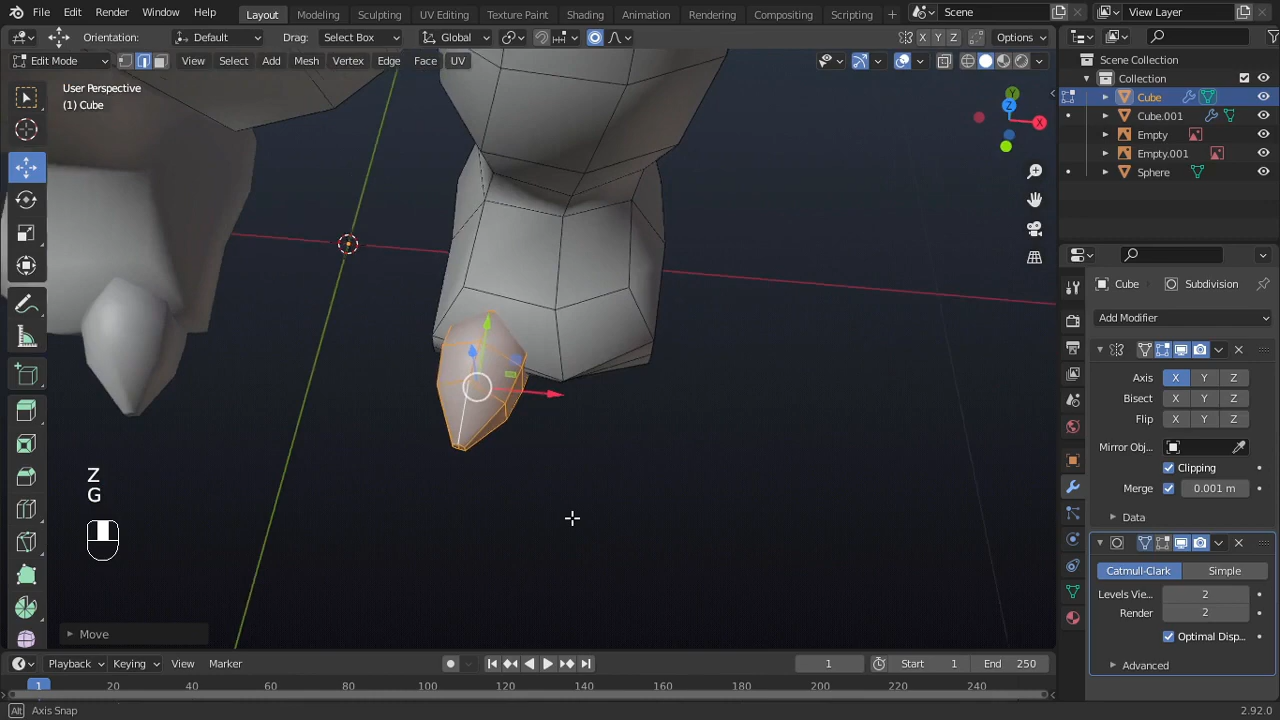 File Edit Render Window Help
Layout Modeling Sculpting UV Editing Texture Paint Shading Animation Rendering Compositing Scripting +
Scene View Layer
Orientation: Default Drag: Select Box Global X Y Z Options
Edit Mode View Select Add Mesh Vertex Edge Face UV
User Perspective
(1) Cube
Y
Z
X
Scene Collection
Collection
Cube
Cube.001
Empty
Empty.001
Sphere
Cube Subdivision
Add Modifier
Axis X Y Z
Bisect X Y Z
Flip X Y Z
Mirror Obj...
Clipping
Merge 0.001 m
Data
Catmull-Clark Simple
Levels Vie... 2
Render 2
Optimal Disp...
Advanced
Z
G
Move
Playback Keying View Marker 1 Start 1 End 250
1 20 40 60 80 100 120 140 160 180 200 220 240
Alt Axis Snap 2.92.0